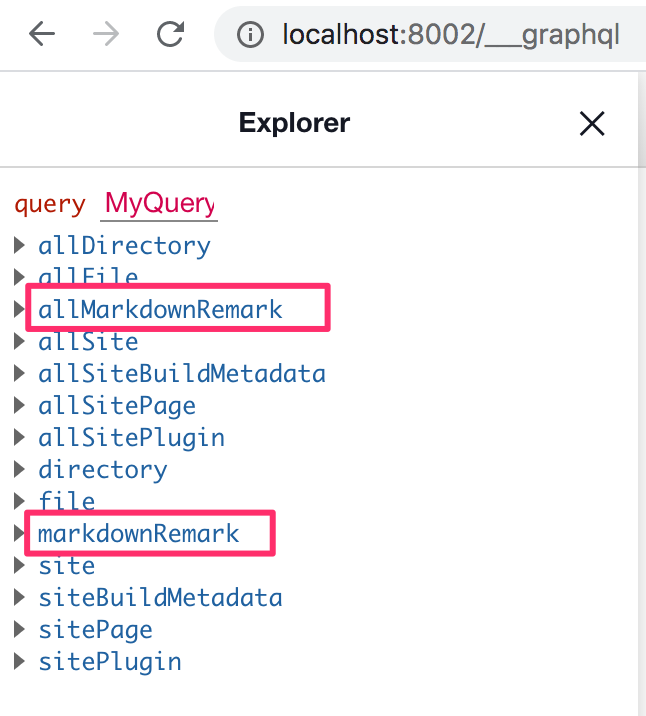 localhost:8002/___graphql
Explorer
query MyQuery
allDirectory
allFile
allMarkdownRemark
allSite
allSiteBuildMetadata
allSitePage
allSitePlugin
directory
file
markdownRemark
site
siteBuildMetadata
sitePage
sitePlugin